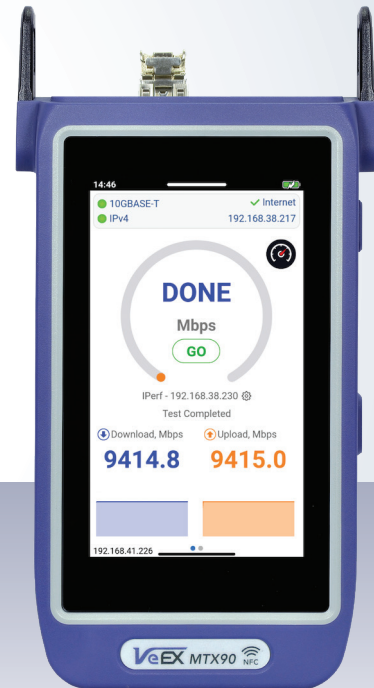 14:46
10GBASE-T
Internet
IPv4
192.168.38.217
DONE
Mbps
GO
IPerf - 192.168.38.230
Test Completed
Download, Mbps
Upload, Mbps
9414.8
9415.0
192.168.41.226
VeEX MTX90 NFC